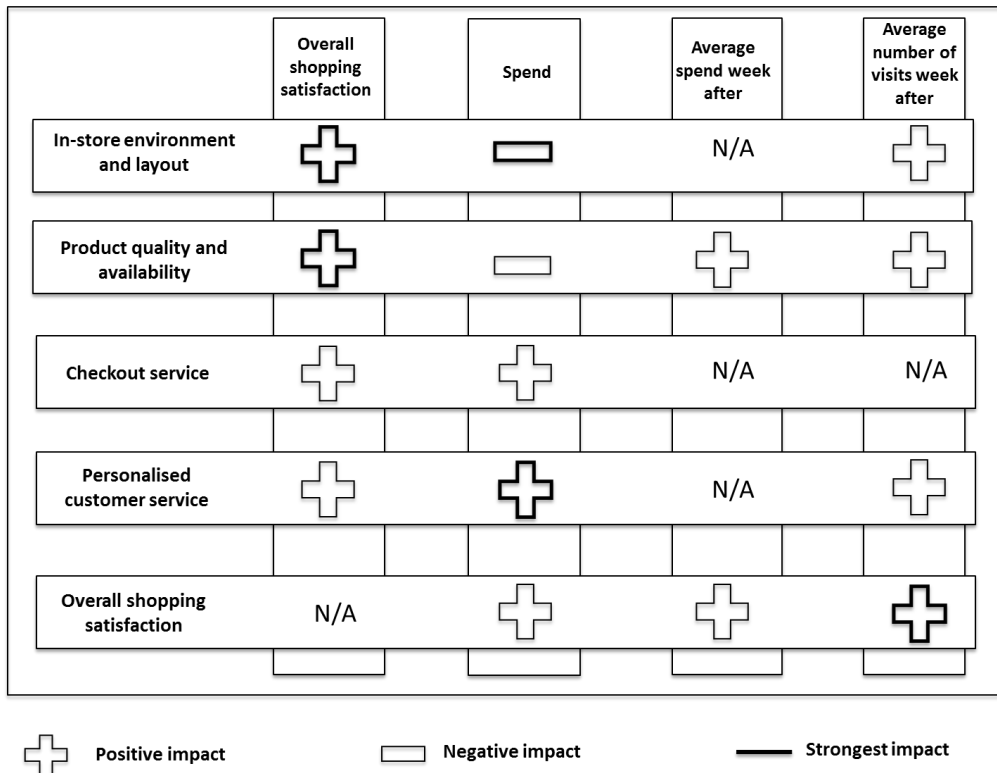 Overall
shopping
satisfaction
Spend
Average
spend week
after
Average
number of
visits week
after
In-store environment
and layout
N/A
Product quality and
availability
Checkout service
N/A
N/A
Personalised
customer service
N/A
Overall shopping
satisfaction
N/A
Positive impact
Negative impact
Strongest impact